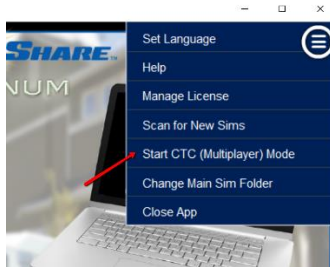 SHARE™
NUM
Set Language
Help
Manage License
Scan for New Sims
Start CTC (Multiplayer) Mode
Change Main Sim Folder
Close App